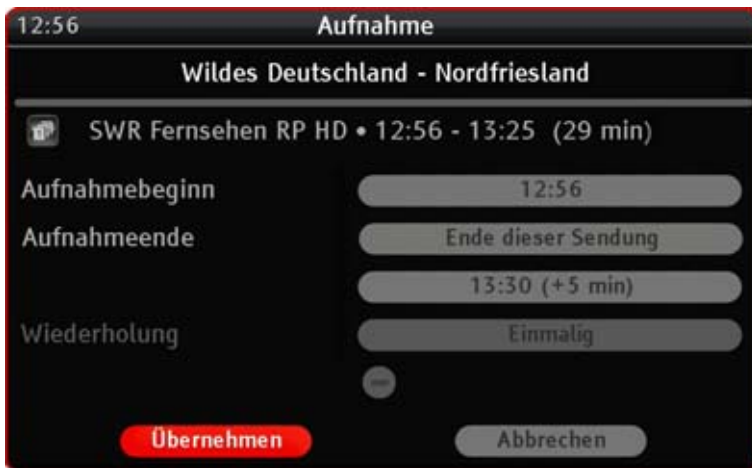 12:56 Aufnahme
Wildes Deutschland - Nordfriesland
SWR Fernsehen RP HD • 12:56 - 13:25 (29 min)
Aufnahmebeginn 12:56
Aufnahmeende Ende dieser Sendung
13:30 (+5 min)
Wiederholung Einmalig
Übernehmen Abbrechen